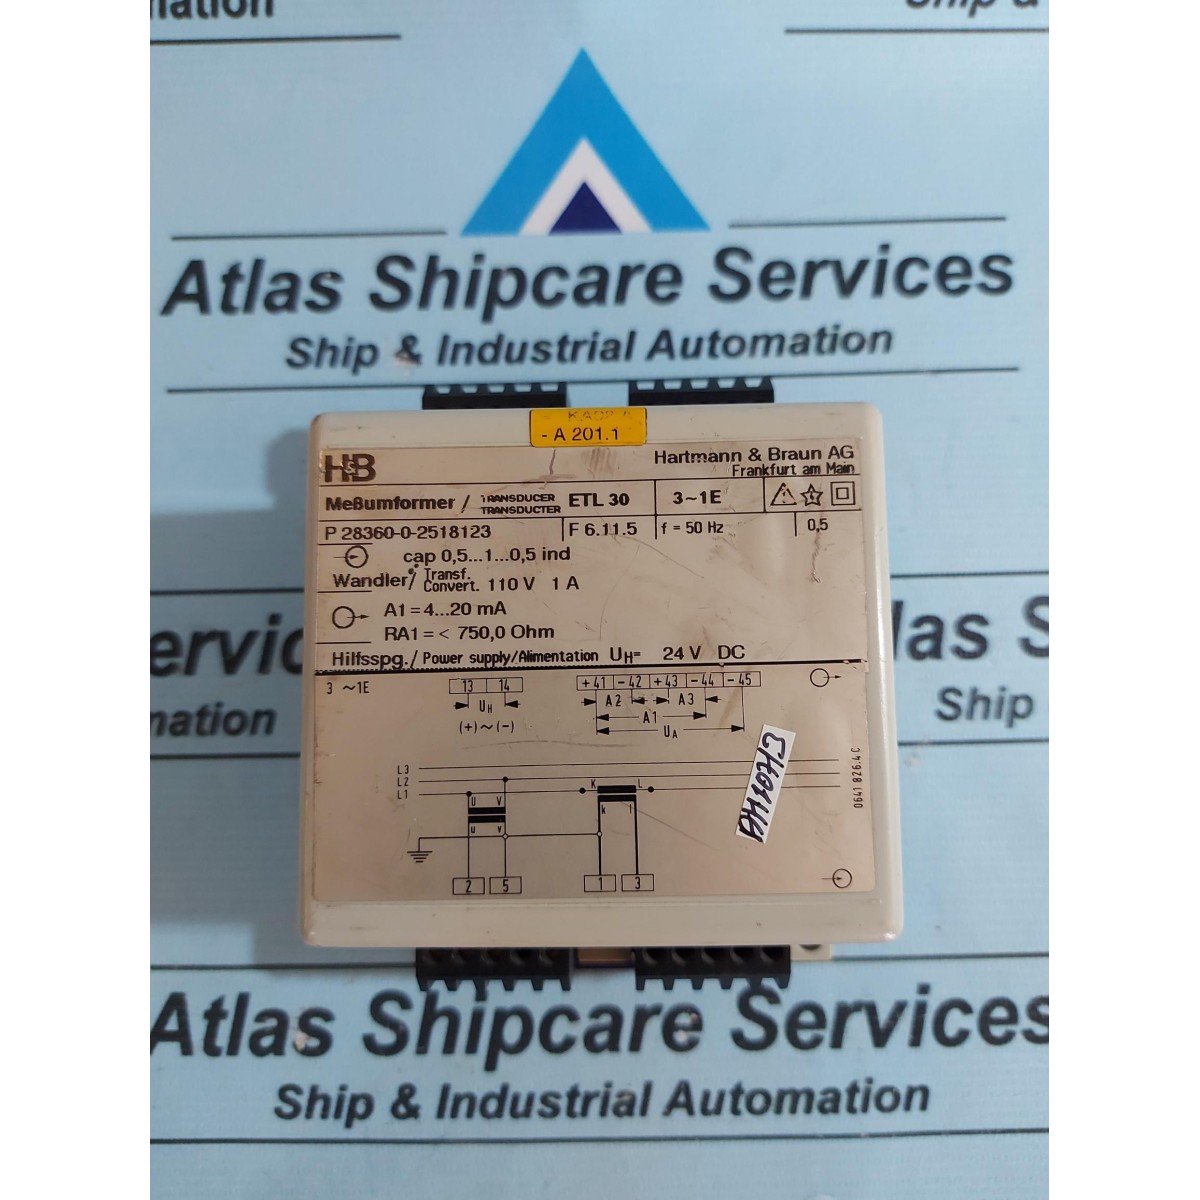 mation
Ship &
Atlas Shipcare Services
Ship & Industrial Automation
- A 201.1
H&B
Hartmann & Braun AG
Frankfurt am Main
Meßumformer / TRANSDUCER
TRANSDUCTER
ETL 30
3~1E
P 28360-0-2518123
F 6.11.5
f = 50 Hz
0,5
cap 0,5...1...0,5 ind
Wandler/ Transf.
Convert. 110 V 1 A
A1 = 4...20 mA
RA1 = < 750,0 Ohm
Hilfsspg./ Power supply/Alimentation UH= 24 V DC
3 ~1E
13 14
+41 -42 +43 -44 -45
UH
A2 A3
A1
UA
(+)~(-)
L3
L2
L1
U V
u v
K L
k l
2 5
1 3
0641 826.4 C
ervic
mation
las S
Ship
Atlas Shipcare Services
Ship & Industrial Automation